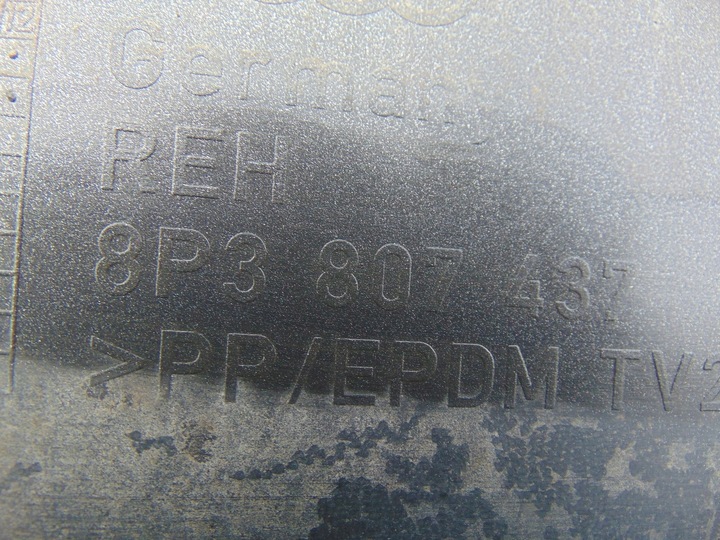 Germany
REH
8P3 807 437
>PP/EPDM TV2